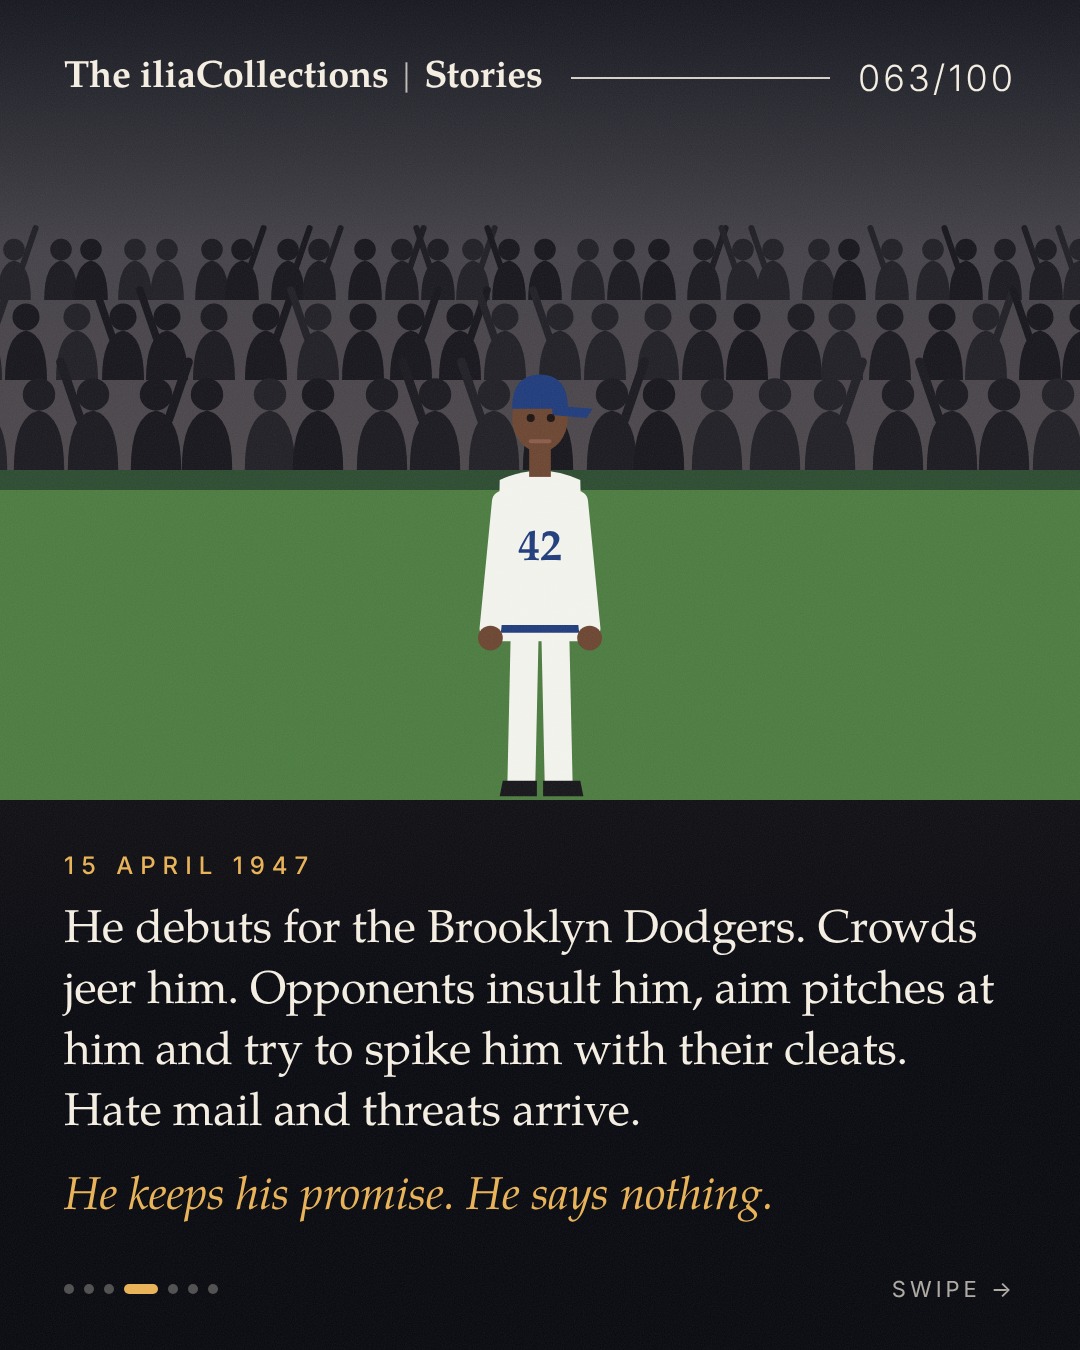 The iliaCollections | Stories
063/100
42
15 APRIL 1947
He debuts for the Brooklyn Dodgers. Crowds
jeer him. Opponents insult him, aim pitches at
him and try to spike him with their cleats.
Hate mail and threats arrive.
He keeps his promise. He says nothing.
SWIPE →